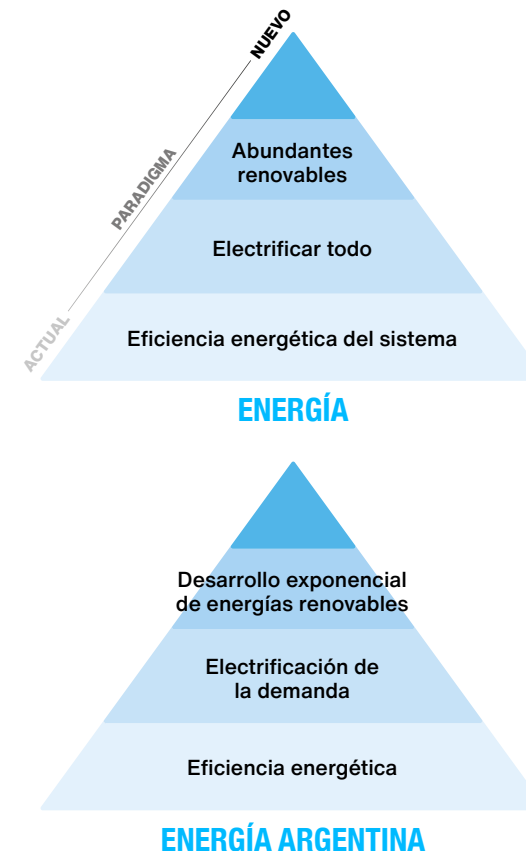 NUEVO
PARADIGMA
ACTUAL
Abundantes
renovables
Electrificar todo
Eficiencia energética del sistema
ENERGÍA
Desarrollo exponencial
de energías renovables
Electrificación de
la demanda
Eficiencia energética
ENERGÍA ARGENTINA